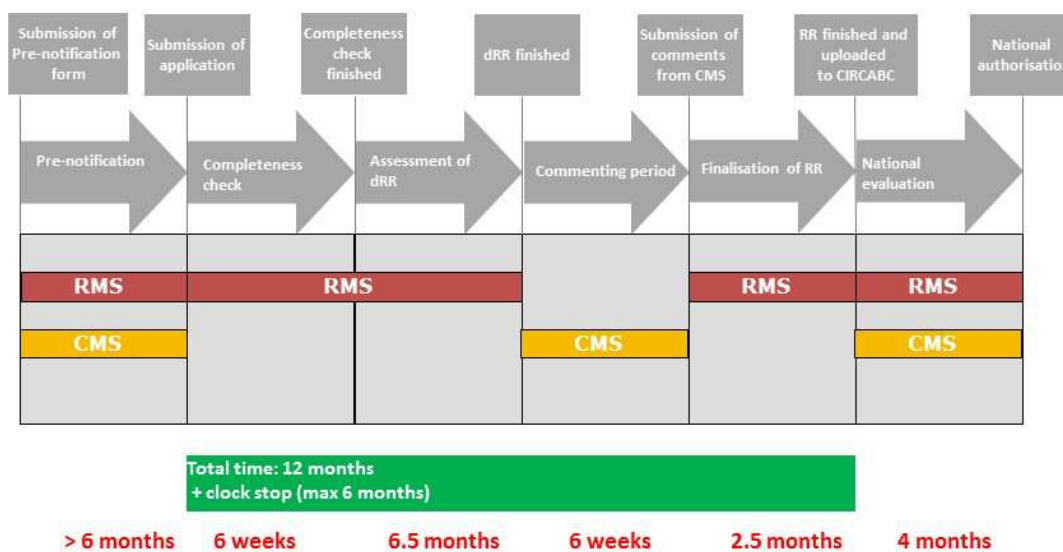 Submission of
Pre-notification
form
Submission of
application
Completeness
check
finished
dRR finished
Submission of
comments
from CMS
RR finished and
uploaded
to CIRCABC
National
authorisation
Pre-notification
Completeness
check
Assessment of
dRR
Commenting period
Finalisation of RR
National
evaluation
RMS
RMS
RMS
RMS
CMS
CMS
CMS
Total time: 12 months
+ clock stop (max 6 months)
> 6 months
6 weeks
6.5 months
6 weeks
2.5 months
4 months